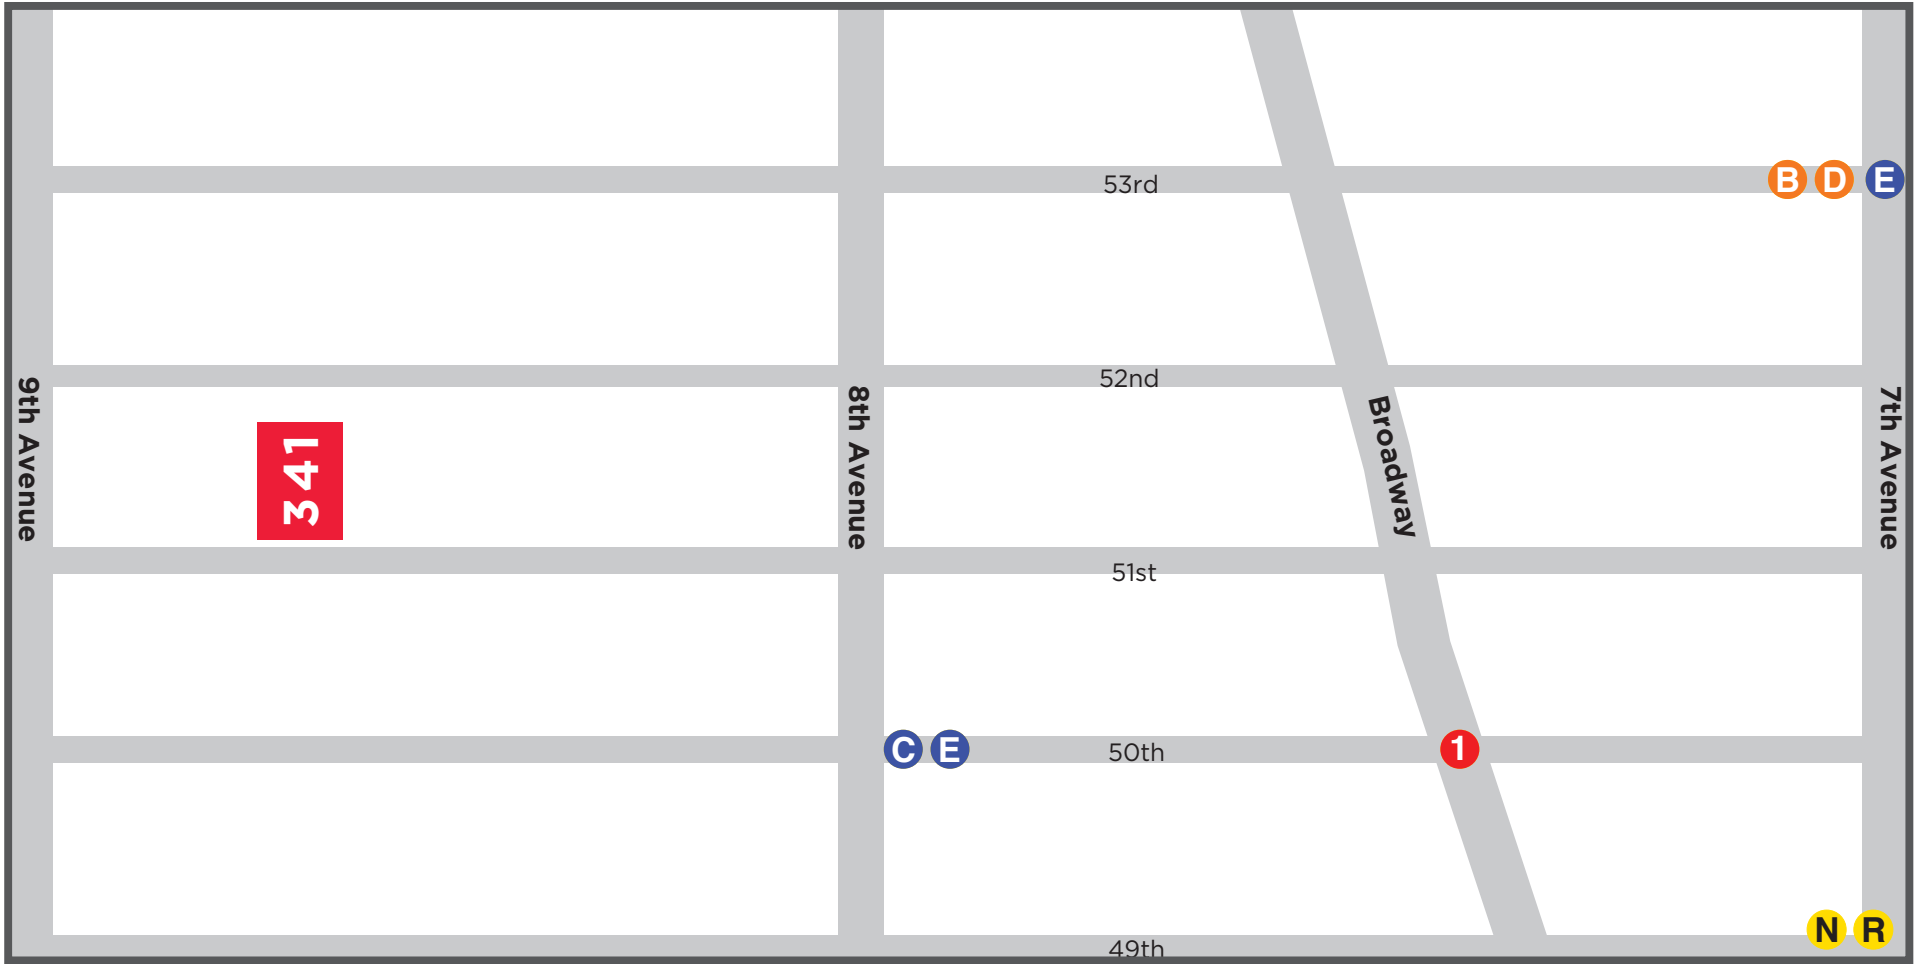 53rd
B D E
52nd
9th Avenue
341
8th Avenue
Broadway
7th Avenue
51st
C E
50th
1
N R
49th